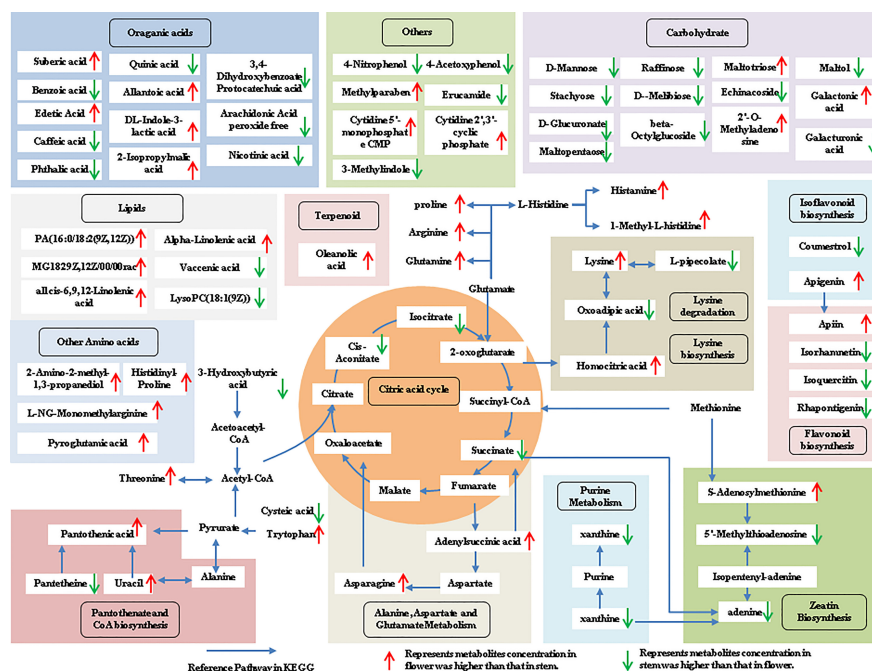 Oraganic acids
Suberic acid
Benzoic acid
Edetic Acid
Caffeic acid
Phthalic acid
Quinic acid
Allantoic acid
DL-Indole-3-
lactic acid
2-Isopropylmalic
acid
3,4-
Dihydroxybenzoate
Protocatechuic acid
Arachidonic Acid
peroxide free
Nicotinic acid
Others
4-Nitrophenol
4-Acetoxyphenol
Methylparaben
Erucamide
Cytidine 5'-
monophosphat
e CMP
Cytidine 2',3'-
cyclic
phosphate
3-Methylindole
Carbohydrate
D-Mannose
Stachyose
D-Glucuronate
Maltopentaose
Raffinose
D--Melibiose
beta-
Octylglucoside
Maltotriose
Echinacoside
2'-O-
Methyladeno
sine
Maltol
Galactonic
acid
Galacturonic
acid
Lipids
PA(16:0/18:2(9Z,12Z))
MG1829Z,12Z/00/00rac
all cis-6,9,12-Linolenic
acid
Alpha-Linolenic acid
Vaccenic acid
LysoPC(18:1(9Z))
Terpenoid
Oleanolic
acid
proline
Arginine
Glutamine
Glutamate
L-Histidine
Histamine
1-Methyl-L-histidine
Isoflavonoid
biosynthesis
Coumestrol
Apigenin
Apiin
Isorhamnetin
Isoquercitin
Rhapontigenin
Flavonoid
biosynthesis
Lysine
L-pipecolate
Oxoadipic acid
Lysine
degradation
Lysine
biosynthesis
Homocitric acid
Other Amino acids
2-Amino-2-methyl-
1,3-propanediol
Histidinyl-
Proline
L-NG-Monomethylarginine
Pyroglutamic acid
3-Hydroxybutyric
acid
Acetoacetyl-
CoA
Threonine
Acetyl-CoA
Citric acid cycle
Isocitrate
2-oxoglutarate
Succinyl-CoA
Succinate
Fumarate
Malate
Oxaloacetate
Citrate
Cis-
Aconitate
Methionine
Pantothenic acid
Pantetheine
Uracil
Alanine
Pyrurate
Cysteic acid
Trytophan
Pantothenate and
CoA biosynthesis
Adenylsuccinic acid
Aspartate
Asparagine
Alanine, Aspartate and
Glutamate Metabolism
Purine
Metabolism
xanthine
Purine
xanthine
S-Adenosylmethionine
5'-Methylthioadenosine
Isopentenyl-adenine
adenine
Zeatin
Biosynthesis
Reference Pathway in KEGG
Represents metabolites concentration in
flower was higher than that in stem.
Represents metabolites concentration in
stem was higher than that in flower.